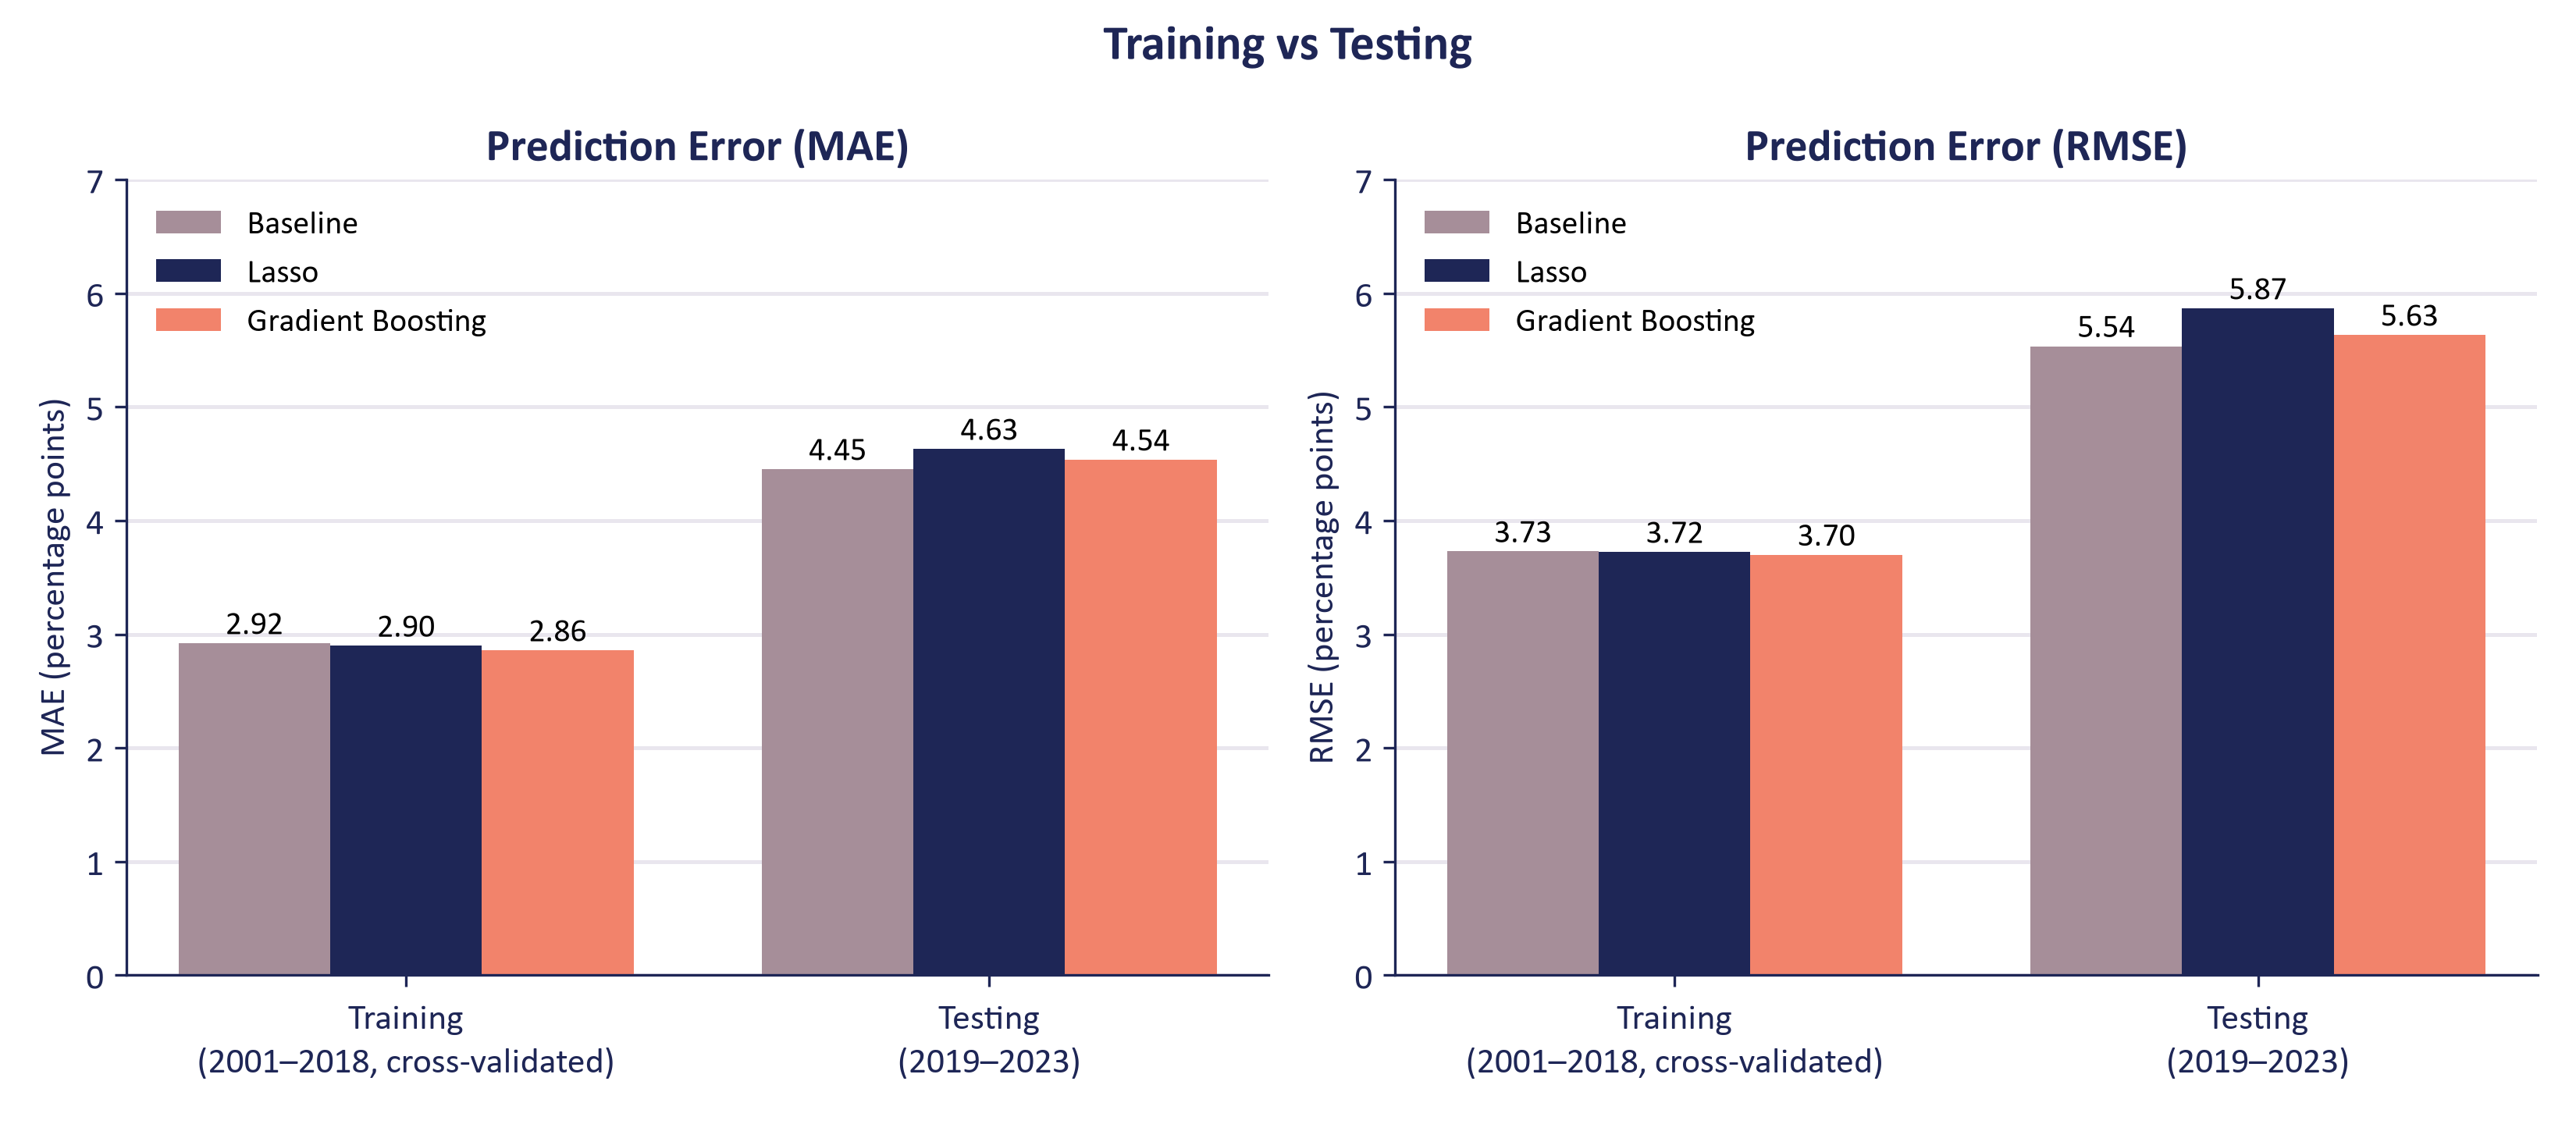 Training vs Testing
Prediction Error (MAE)
7
6
5
4
3
2
1
0
MAE (percentage points)
Baseline
Lasso
Gradient Boosting
2.92
2.90
2.86
4.45
4.63
4.54
Training
(2001–2018, cross-validated)
Testing
(2019–2023)
Prediction Error (RMSE)
7
6
5
4
3
2
1
0
RMSE (percentage points)
Baseline
Lasso
Gradient Boosting
3.73
3.72
3.70
5.54
5.87
5.63
Training
(2001–2018, cross-validated)
Testing
(2019–2023)